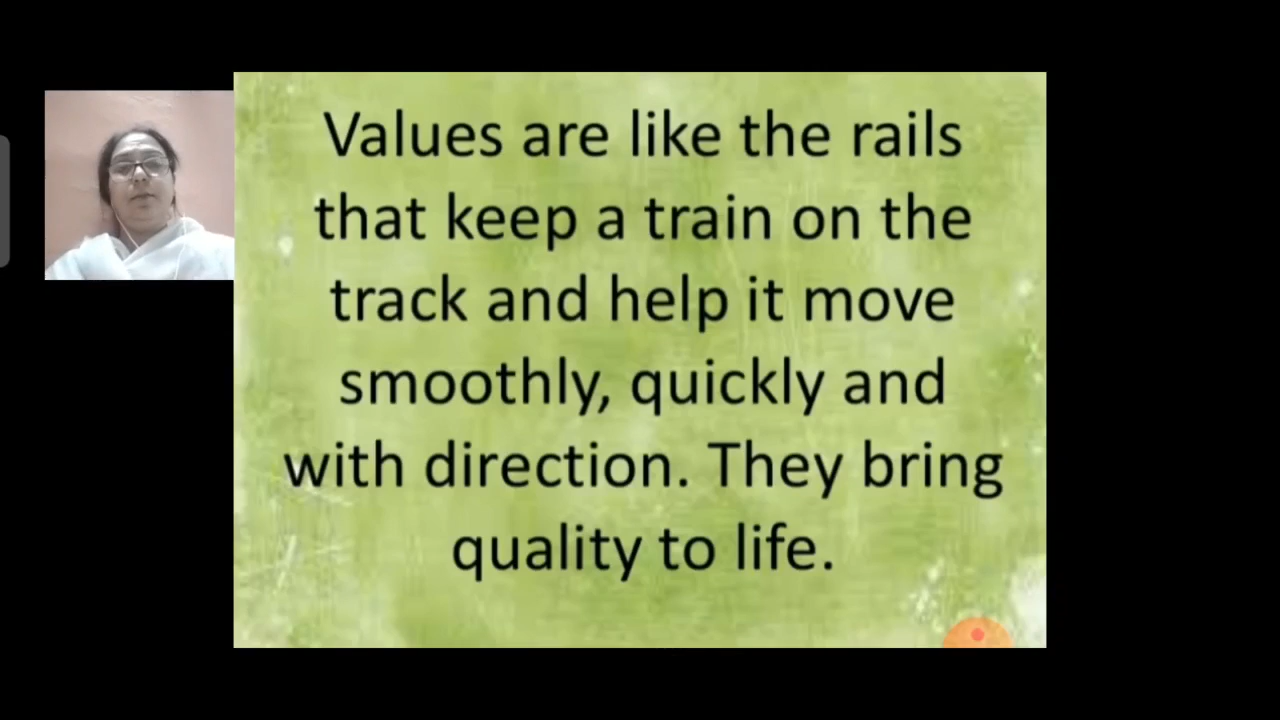 Values are like the rails
that keep a train on the
track and help it move
smoothly, quickly and
with direction. They bring
quality to life.